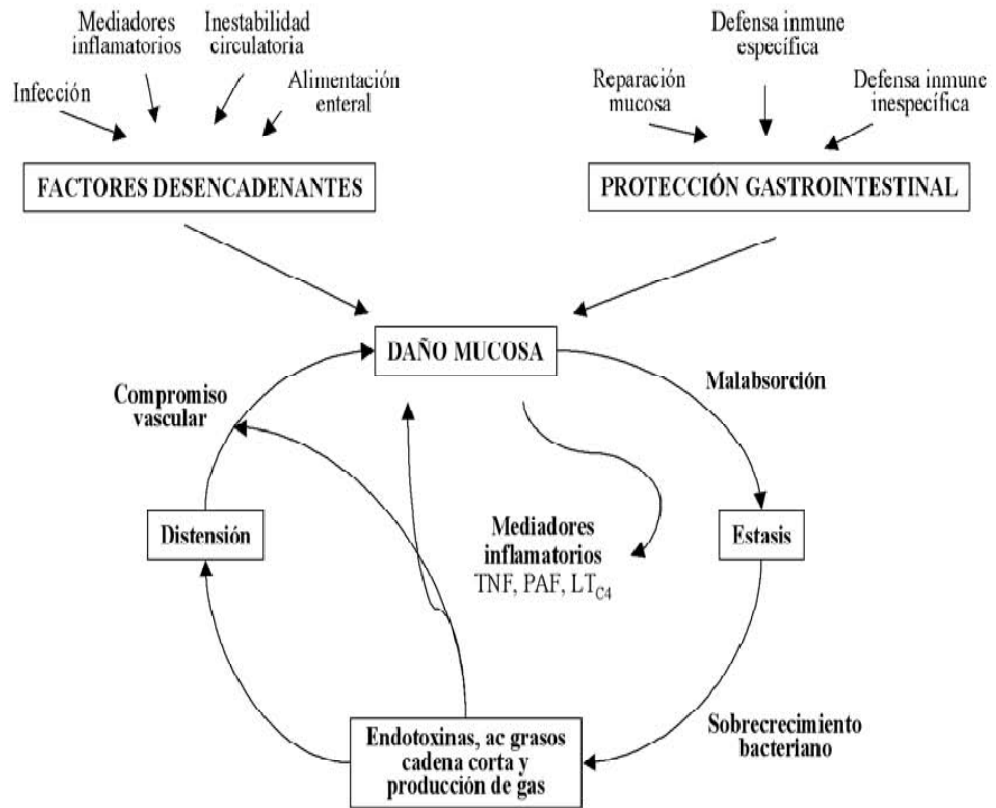 Mediadores
inflamatorios
Inestabilidad
circulatoria
Infección
Alimentación
enteral
FACTORES DESENCADENANTES
Defensa inmune
específica
Reparación
mucosa
Defensa inmune
inespecífica
PROTECCIÓN GASTROINTESTINAL
DAÑO MUCOSA
Malabsorción
Compromiso
vascular
Distensión
Mediadores
inflamatorios
TNF, PAF, LTC4
Estasis
Sobrecrecimiento
bacteriano
Endotoxinas, ac grasos
cadena corta y
producción de gas